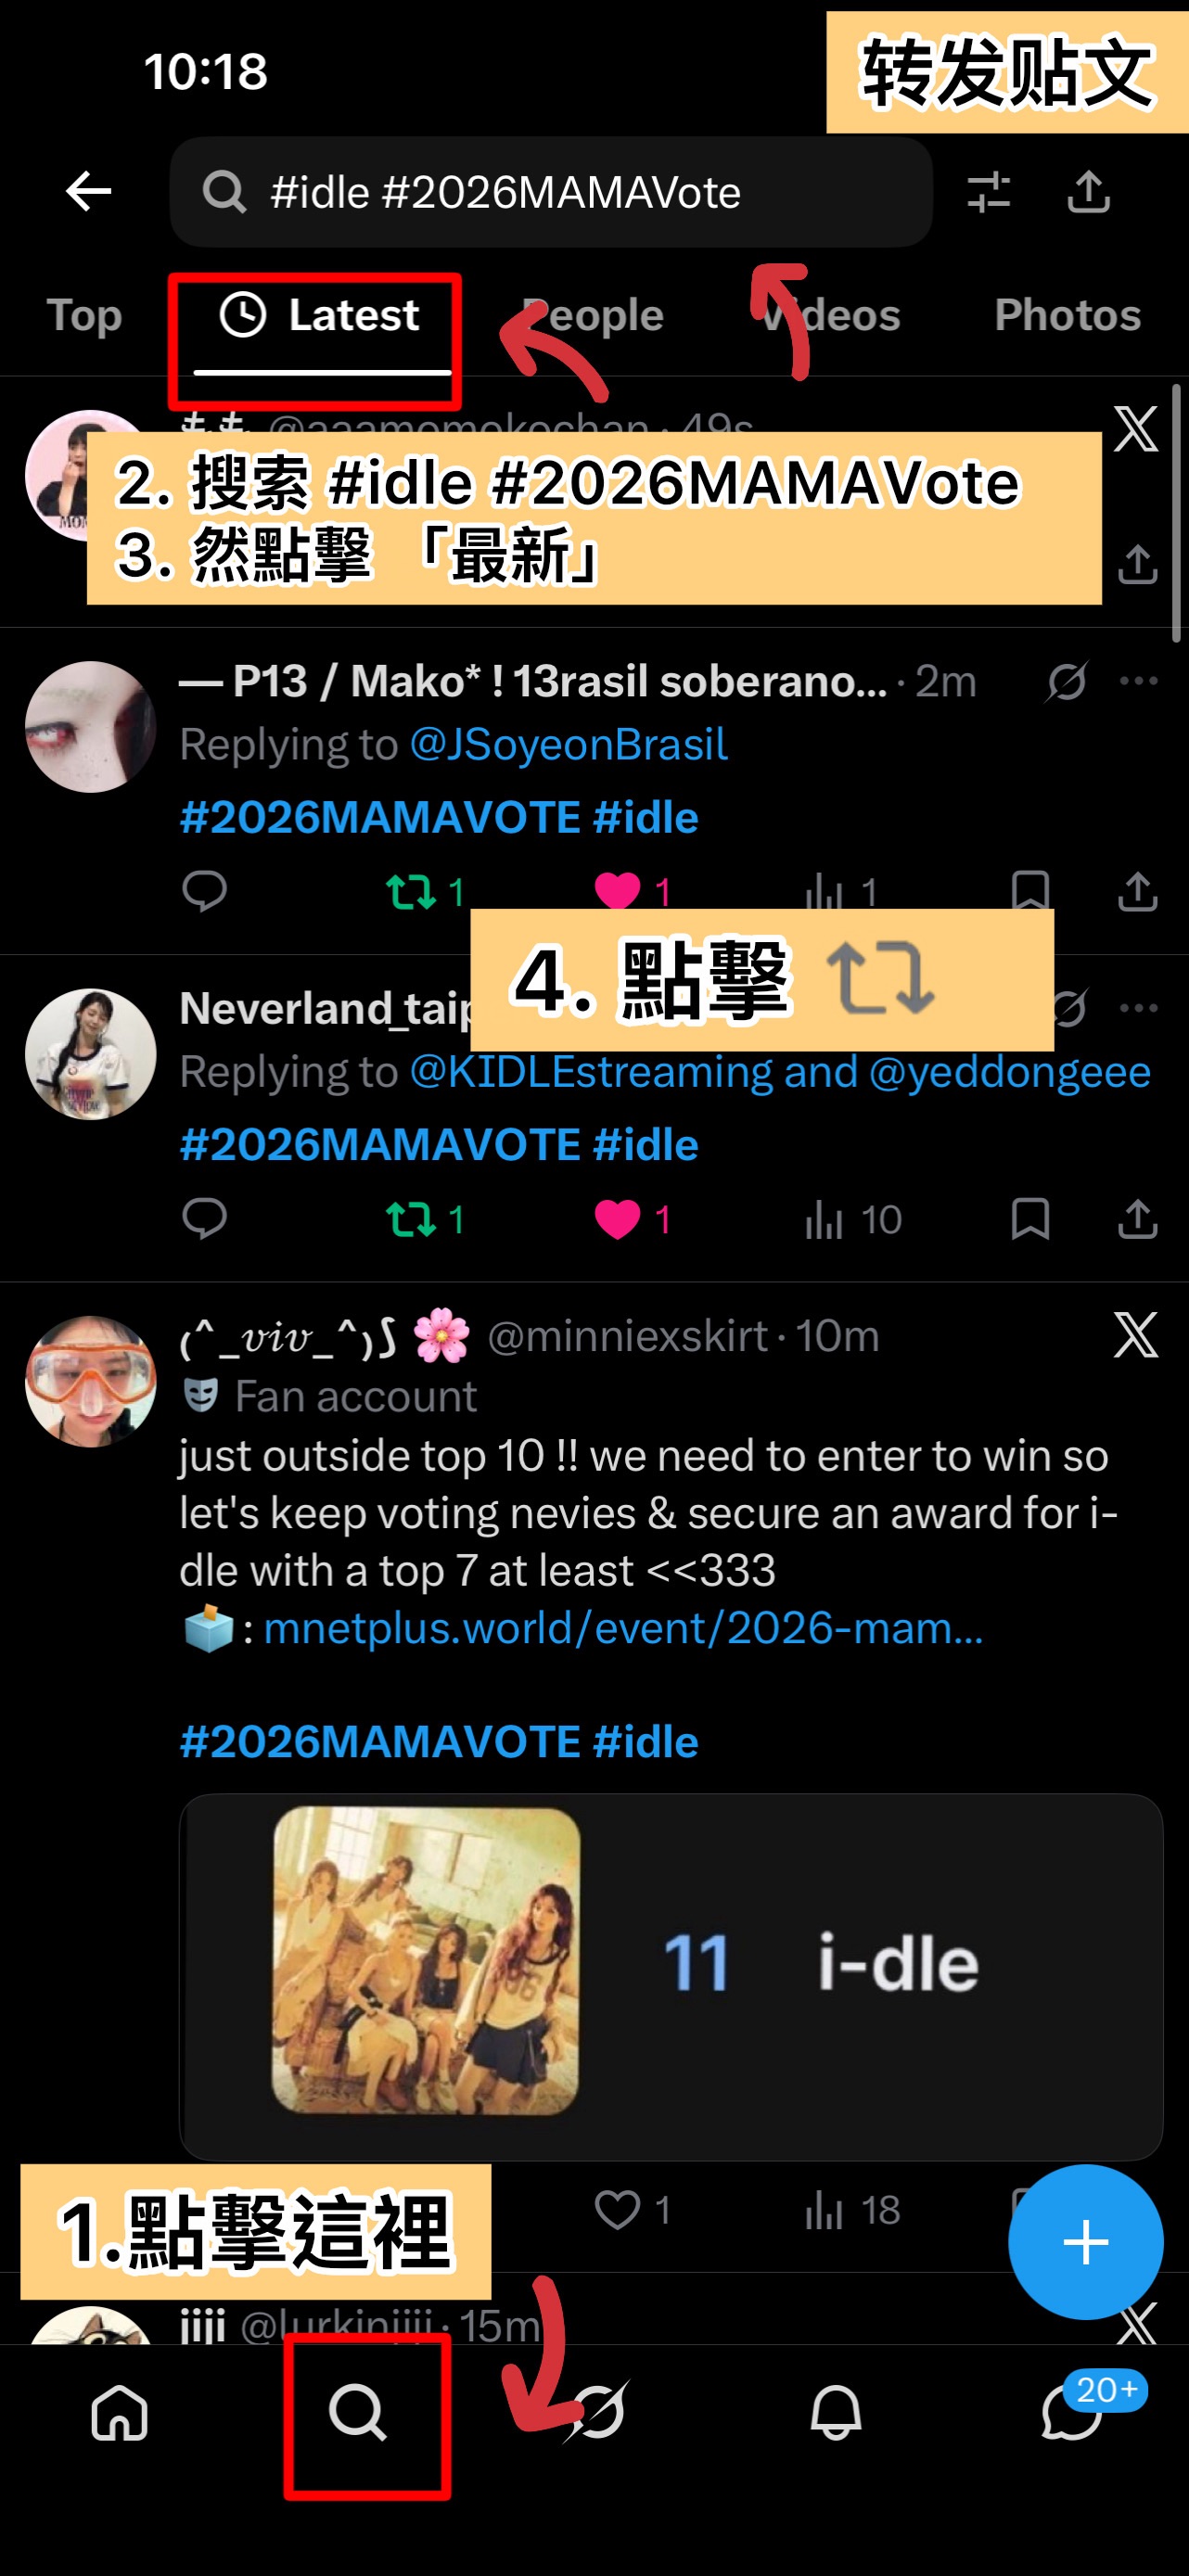 10:18
转发贴文
#idle #2026MAMAVote
Top
Latest
People
Videos
Photos
@aaamomokochan · 49s
2. 搜索 #idle #2026MAMAVote
3. 然點擊 「最新」
— P13 / Mako* ! 13rasil soberano... · 2m
Replying to @JSoyeonBrasil
#2026MAMAVOTE #idle
1 1 1
4. 點擊
Neverland_taip
Replying to @KIDLEstreaming and @yeddongeee
#2026MAMAVOTE #idle
1 1 10
(^_viv_^)⟆ 🌸 @minniexskirt · 10m
Fan account
just outside top 10 !! we need to enter to win so
let's keep voting nevies & secure an award for i-
dle with a top 7 at least <<333
🗳️ : mnetplus.world/event/2026-mam...
#2026MAMAVOTE #idle
11 i-dle
1 18
1.點擊這裡
jjjj @lurkinjjjj · 15m
20+